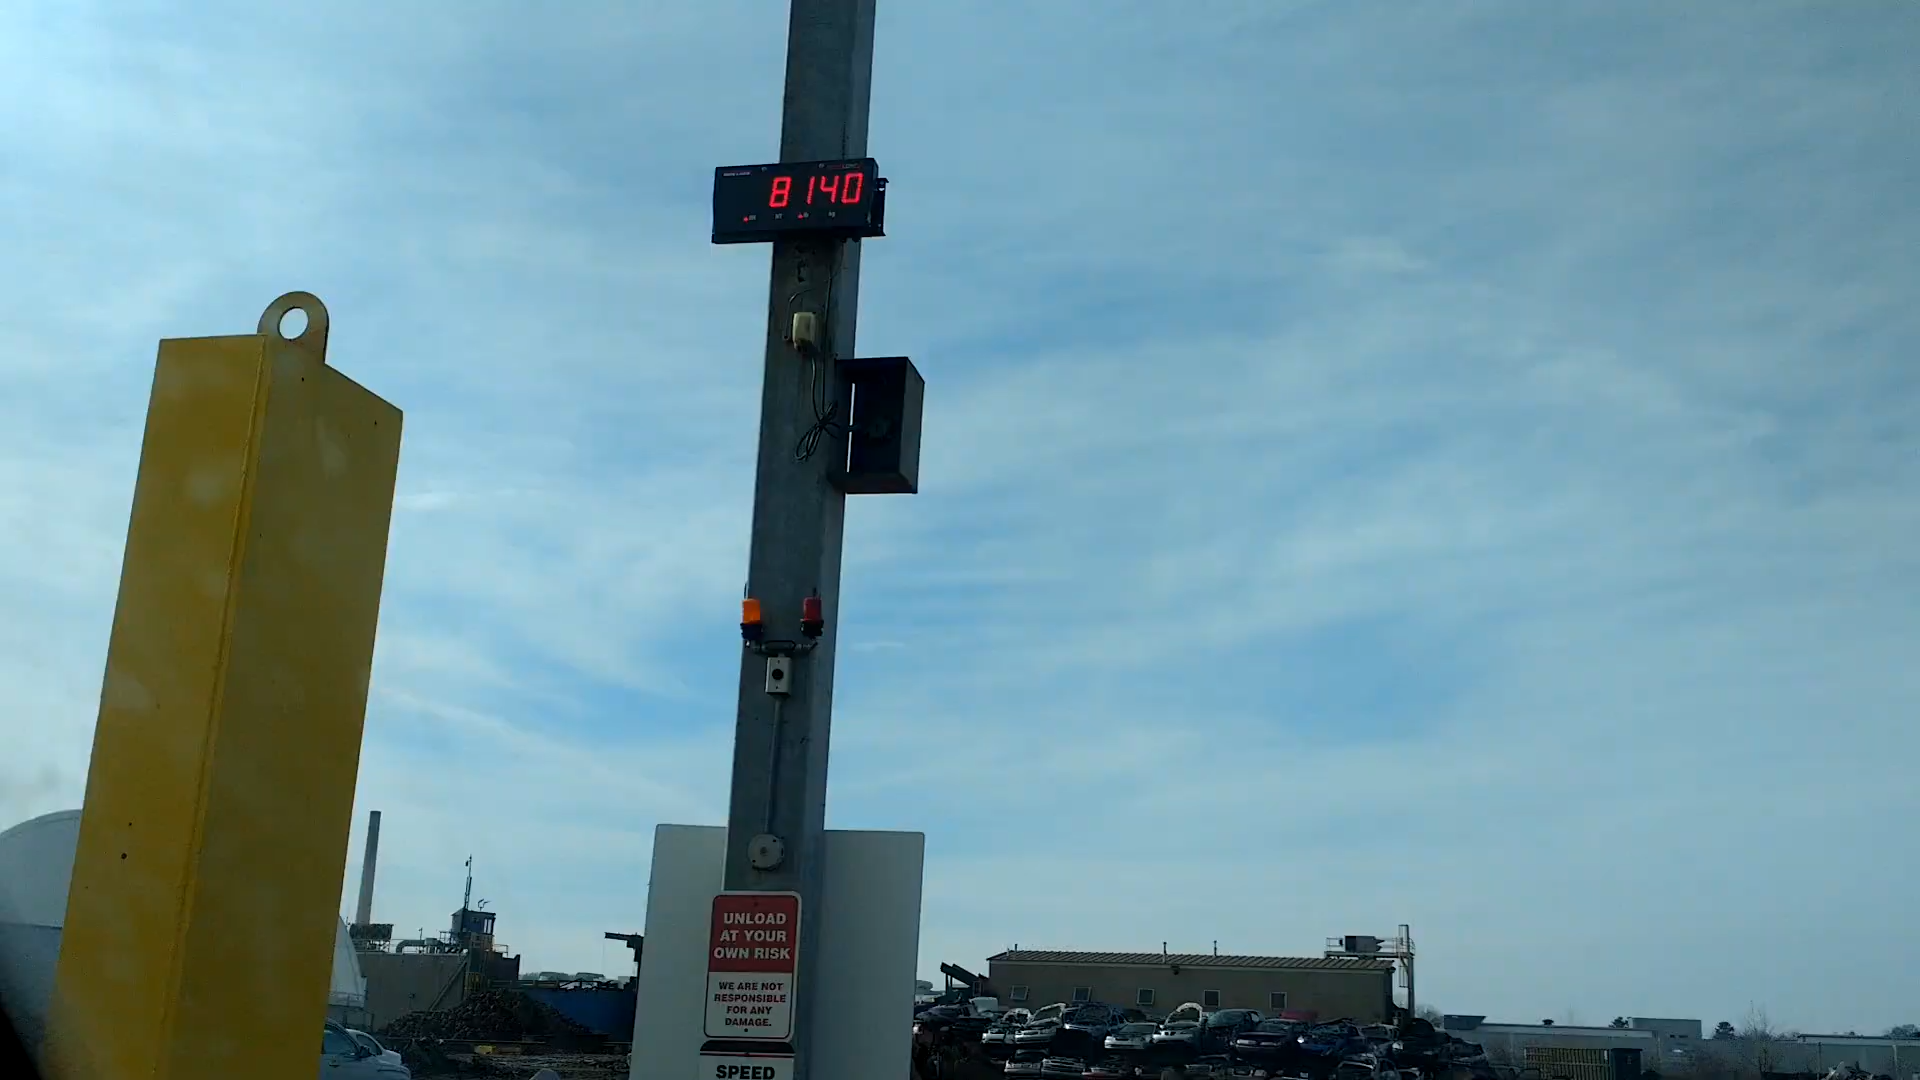 8140
UNLOAD
AT YOUR
OWN RISK
WE ARE NOT
RESPONSIBLE
FOR ANY
DAMAGE.
SPEED